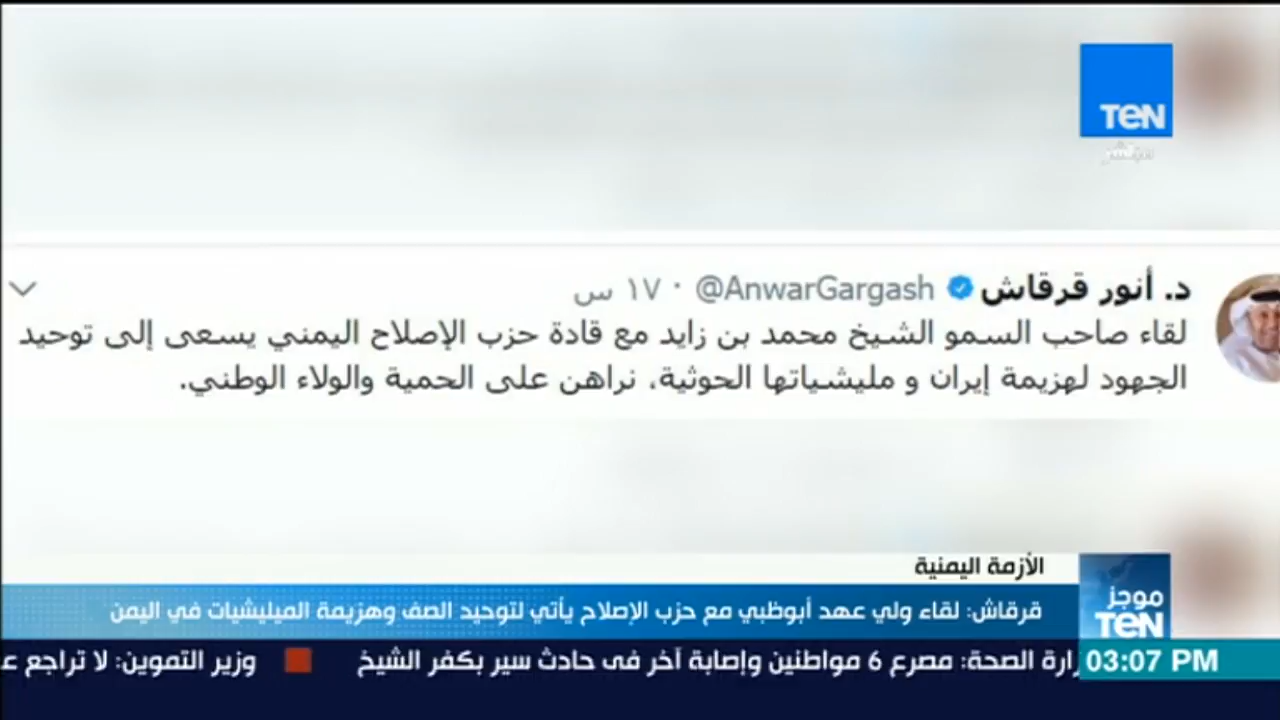 TEN
د. أنور قرقاش @AnwarGargash · ١٧ س
لقاء صاحب السمو الشيخ محمد بن زايد مع قادة حزب الإصلاح اليمني يسعى إلى توحيد
الجهود لهزيمة إيران و مليشياتها الحوثية، نراهن على الحمية والولاء الوطني.
الأزمة اليمنية
قرقاش: لقاء ولي عهد أبوظبي مع حزب الإصلاح يأتي لتوحيد الصف وهزيمة الميليشيات في اليمن
موجز
TEN
03:07 PM
زارة الصحة: مصرع 6 مواطنين وإصابة آخر فى حادث سير بكفر الشيخ
وزير التموين: لا تراجع ع